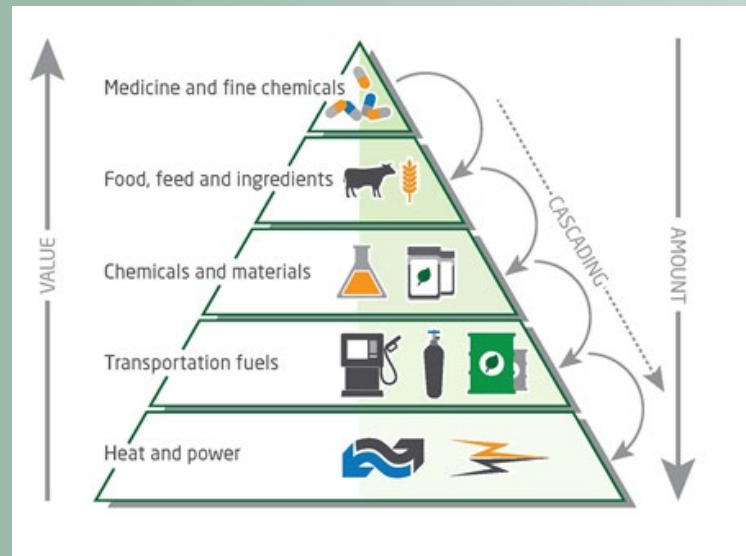 Medicine and fine chemicals
Food, feed and ingredients
Chemicals and materials
Transportation fuels
Heat and power
VALUE
CASCADING
AMOUNT